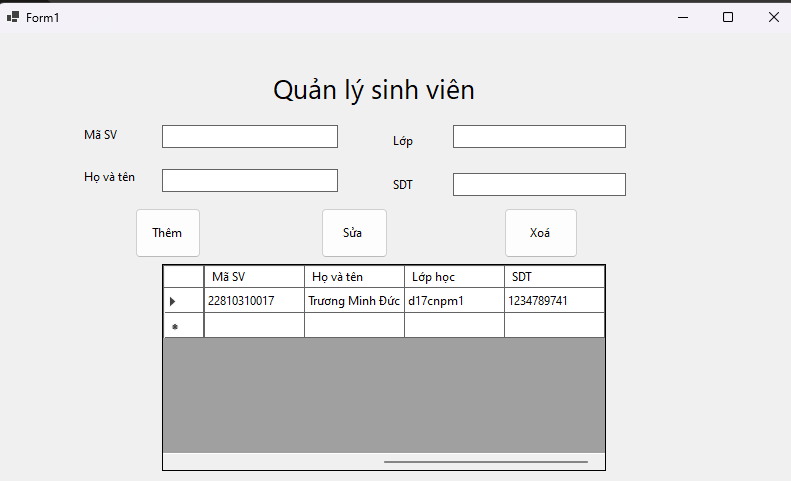 Form1
Quản lý sinh viên
Mã SV
Lớp
Họ và tên
SDT
Thêm Sửa Xoá
Mã SV Họ và tên Lớp học SDT
22810310017 Trương Minh Đức d17cnpm1 1234789741